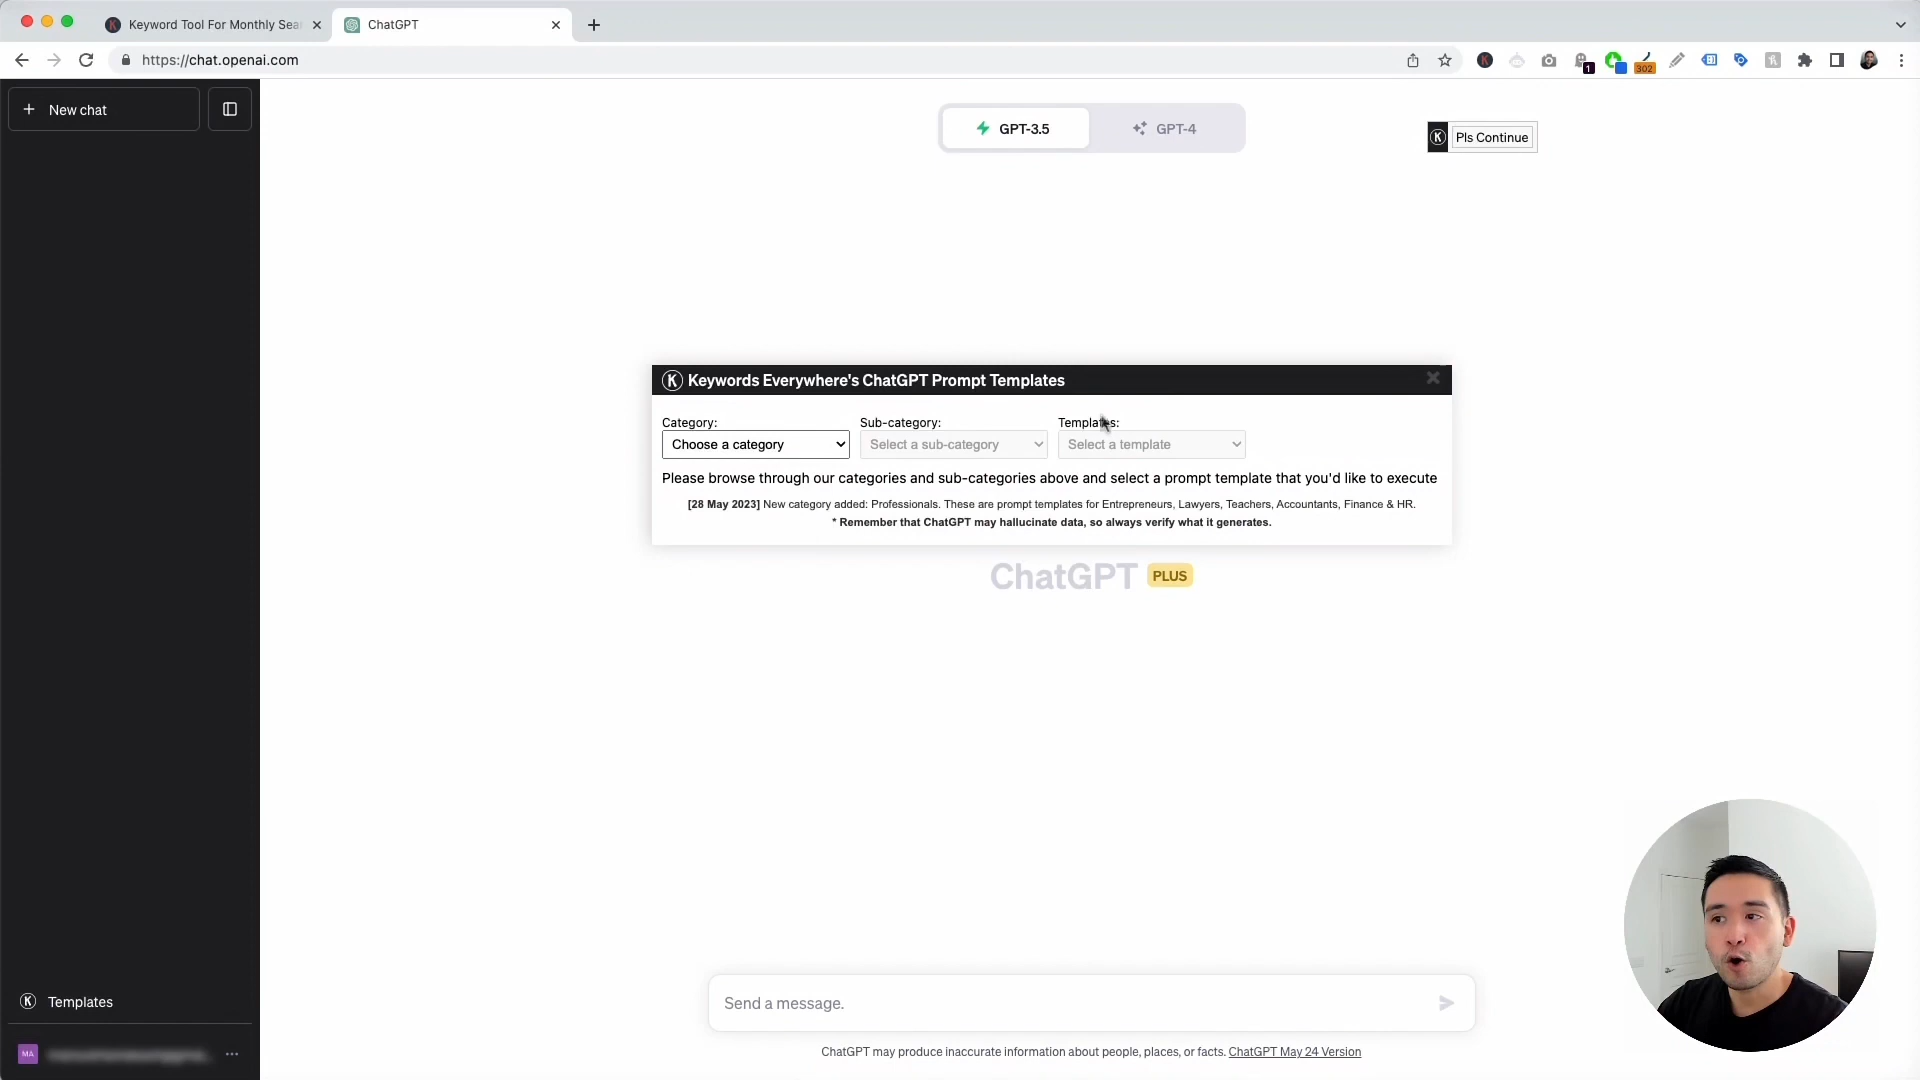 Keyword Tool For Monthly Sea
ChatGPT
https://chat.openai.com
1
302
New chat
GPT-3.5
GPT-4
K Pls Continue
K Keywords Everywhere's ChatGPT Prompt Templates
Category:
Sub-category:
Templates:
Choose a category
Select a sub-category
Select a template
Please browse through our categories and sub-categories above and select a prompt template that you'd like to execute
[28 May 2023] New category added: Professionals. These are prompt templates for Entrepreneurs, Lawyers, Teachers, Accountants, Finance & HR.
* Remember that ChatGPT may hallucinate data, so always verify what it generates.
ChatGPT PLUS
K Templates
Send a message.
MA
ChatGPT may produce inaccurate information about people, places, or facts. ChatGPT May 24 Version